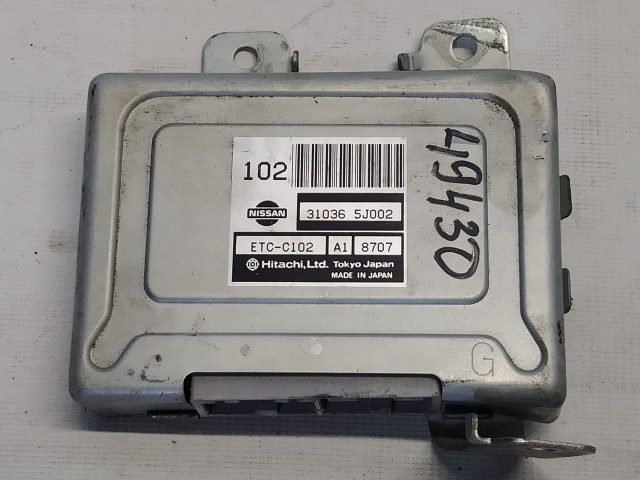 102
NISSAN 31036 5J002
ETC-C102 A1 8707
Hitachi, Ltd. Tokyo Japan
MADE IN JAPAN
49430
G